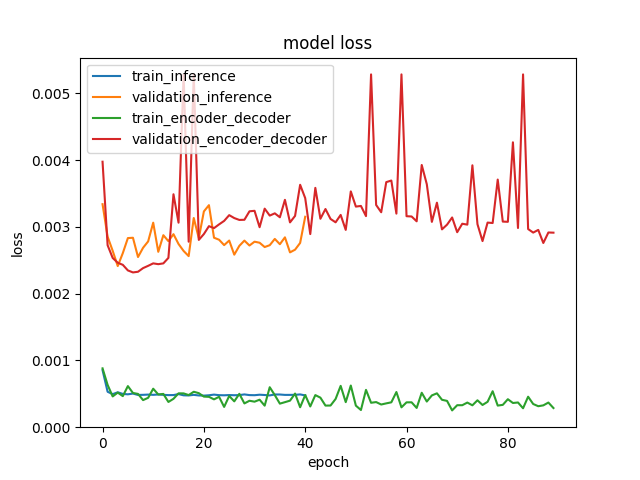 model loss
train_inference
validation_inference
train_encoder_decoder
validation_encoder_decoder
loss
0.005
0.004
0.003
0.002
0.001
0.000
0 20 40 60 80
epoch